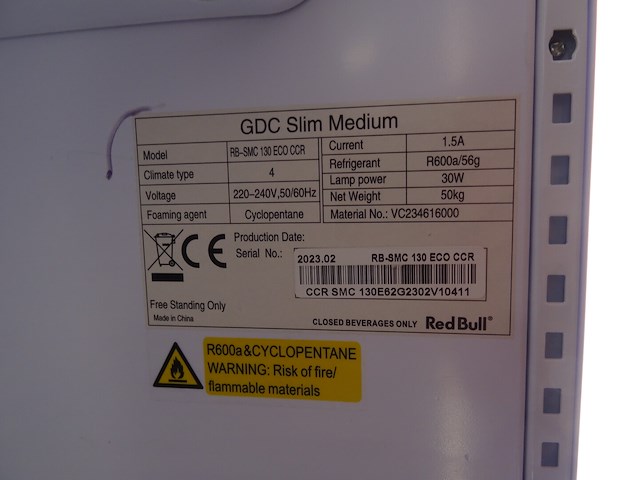 GDC Slim Medium
Model RB-SMC 130 ECO CCR
Climate type 4
Voltage 220-240V,50/60Hz
Foaming agent Cyclopentane
Current 1.5A
Refrigerant R600a/56g
Lamp power 30W
Net Weight 50kg
Material No.: VC234616000
CE
Production Date:
Serial No.:
2023.02 RB-SMC 130 ECO CCR
CCR SMC 130E62G2302V10411
Free Standing Only
Made in China
CLOSED BEVERAGES ONLY Red Bull®
R600a&CYCLOPENTANE
WARNING: Risk of fire/
flammable materials